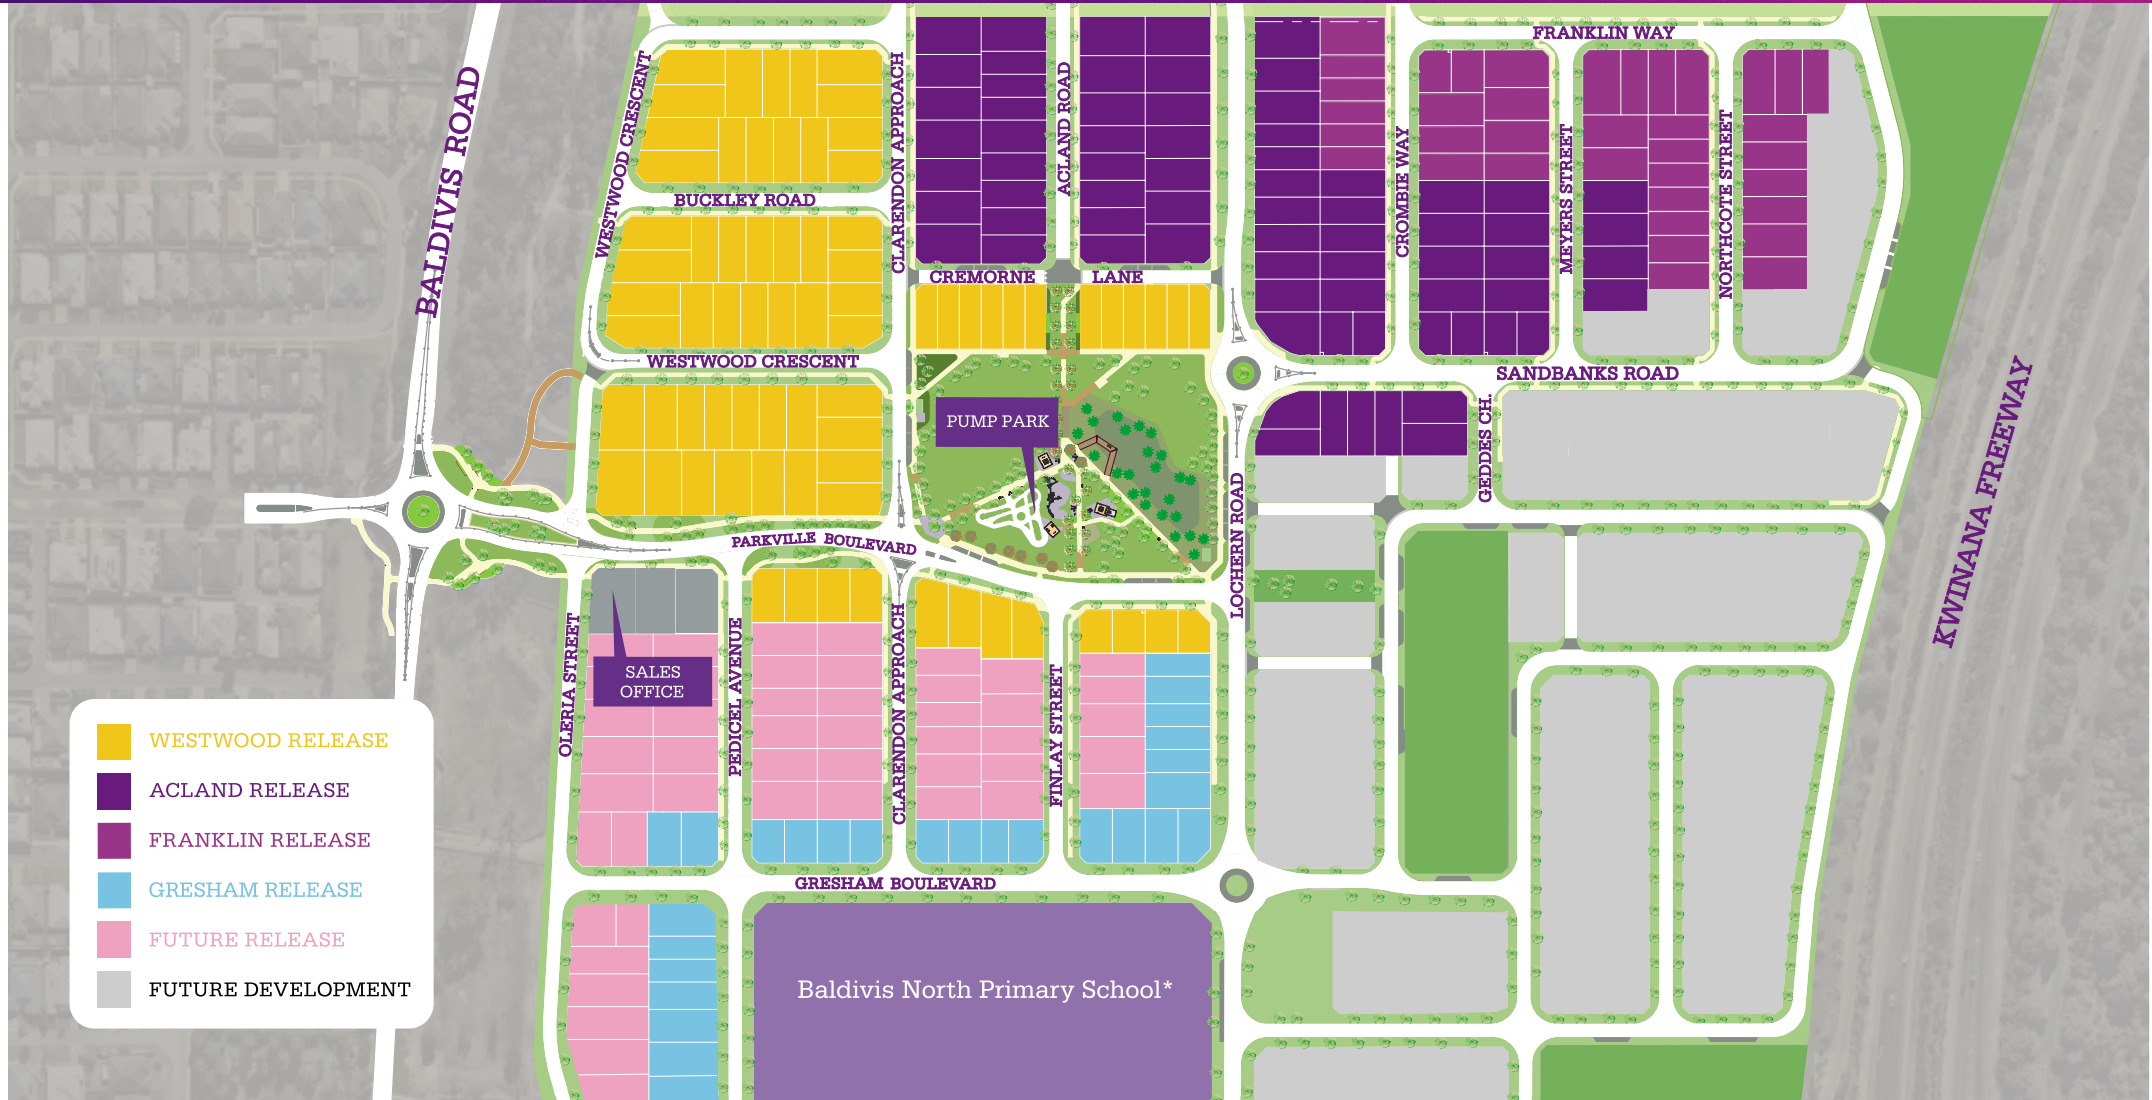 FRANKLIN WAY
BALDIVIS ROAD
WESTWOOD CRESCENT
CLARENDON APPROACH
ACLAND ROAD
CROMBIE WAY
MEYERS STREET
NORTHCOTE STREET
BUCKLEY ROAD
CREMORNE LANE
WESTWOOD CRESCENT
SANDBANKS ROAD
PUMP PARK
GEDDES CH.
LOCHERN ROAD
KWINANA FREEWAY
PARKVILLE BOULEVARD
OLERIA STREET
SALES
OFFICE
PEDICEL AVENUE
CLARENDON APPROACH
FINLAY STREET
WESTWOOD RELEASE
ACLAND RELEASE
FRANKLIN RELEASE
GRESHAM RELEASE
FUTURE RELEASE
FUTURE DEVELOPMENT
GRESHAM BOULEVARD
Baldivis North Primary School*